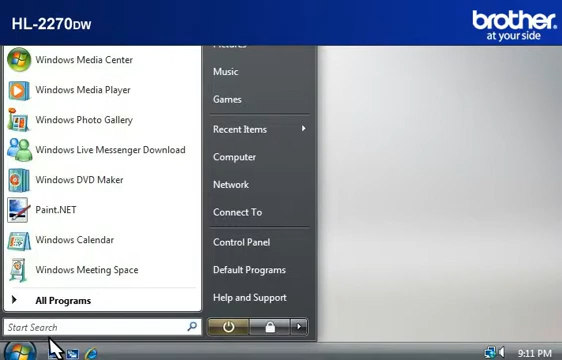 HL-2270DW
brother
at your side
Windows Media Center
Windows Media Player
Windows Photo Gallery
Windows Live Messenger Download
Windows DVD Maker
Paint.NET
Windows Calendar
Windows Meeting Space
All Programs
Start Search
Pictures
Music
Games
Recent Items
Computer
Network
Connect To
Control Panel
Default Programs
Help and Support
9:11 PM